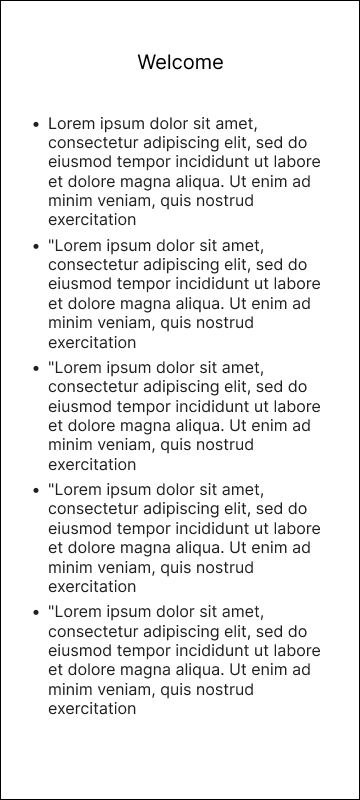 Welcome
• Lorem ipsum dolor sit amet,
consectetur adipiscing elit, sed do
eiusmod tempor incididunt ut labore
et dolore magna aliqua. Ut enim ad
minim veniam, quis nostrud
exercitation
• "Lorem ipsum dolor sit amet,
consectetur adipiscing elit, sed do
eiusmod tempor incididunt ut labore
et dolore magna aliqua. Ut enim ad
minim veniam, quis nostrud
exercitation
• "Lorem ipsum dolor sit amet,
consectetur adipiscing elit, sed do
eiusmod tempor incididunt ut labore
et dolore magna aliqua. Ut enim ad
minim veniam, quis nostrud
exercitation
• "Lorem ipsum dolor sit amet,
consectetur adipiscing elit, sed do
eiusmod tempor incididunt ut labore
et dolore magna aliqua. Ut enim ad
minim veniam, quis nostrud
exercitation
• "Lorem ipsum dolor sit amet,
consectetur adipiscing elit, sed do
eiusmod tempor incididunt ut labore
et dolore magna aliqua. Ut enim ad
minim veniam, quis nostrud
exercitation